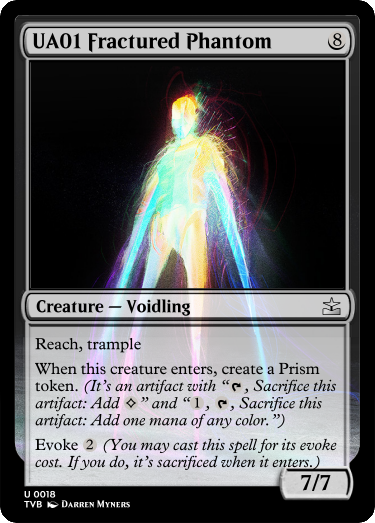 UA01 Fractured Phantom 8
Creature — Voidling
Reach, trample
When this creature enters, create a Prism
token. (It's an artifact with “T, Sacrifice this
artifact: Add C” and “1, T, Sacrifice this
artifact: Add one mana of any color.”)
Evoke 2 (You may cast this spell for its evoke
cost. If you do, it's sacrificed when it enters.)
7/7
U 0018
TVB Darren Myners